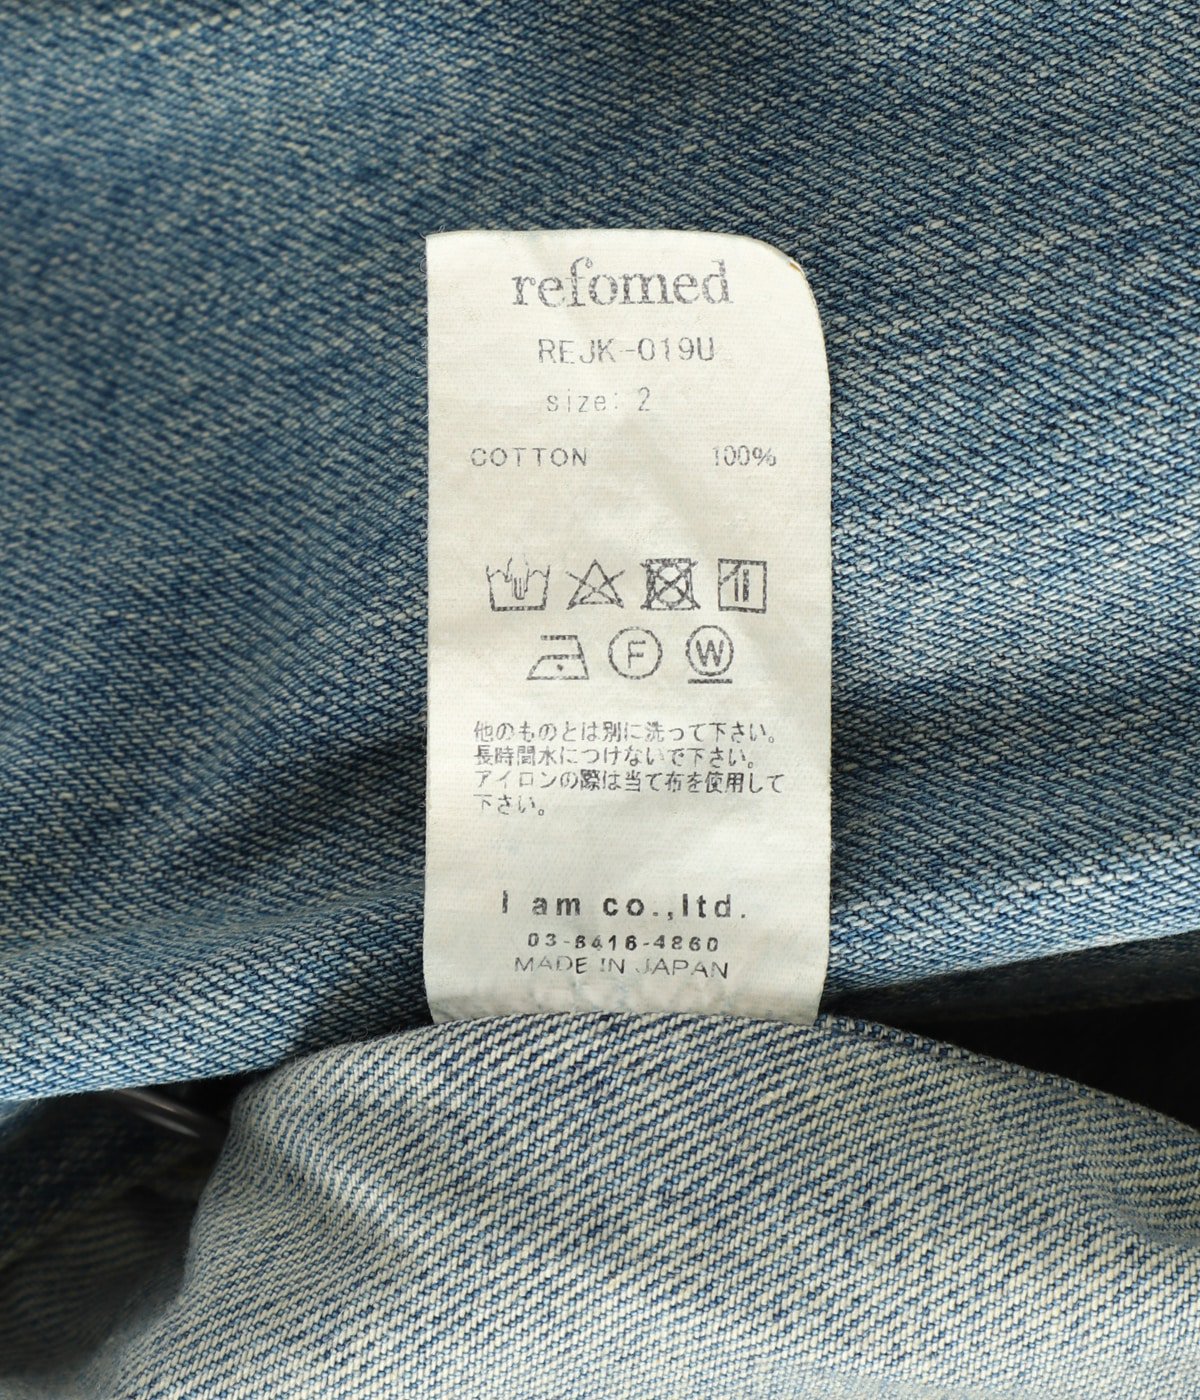 refomed
REJK-019U
size: 2
COTTON 100%
F W
他のものとは別に洗って下さい。
長時間水につけないで下さい。
アイロンの際は当て布を使用して
下さい。
I am co.,ltd.
03-6416-4860
MADE IN JAPAN